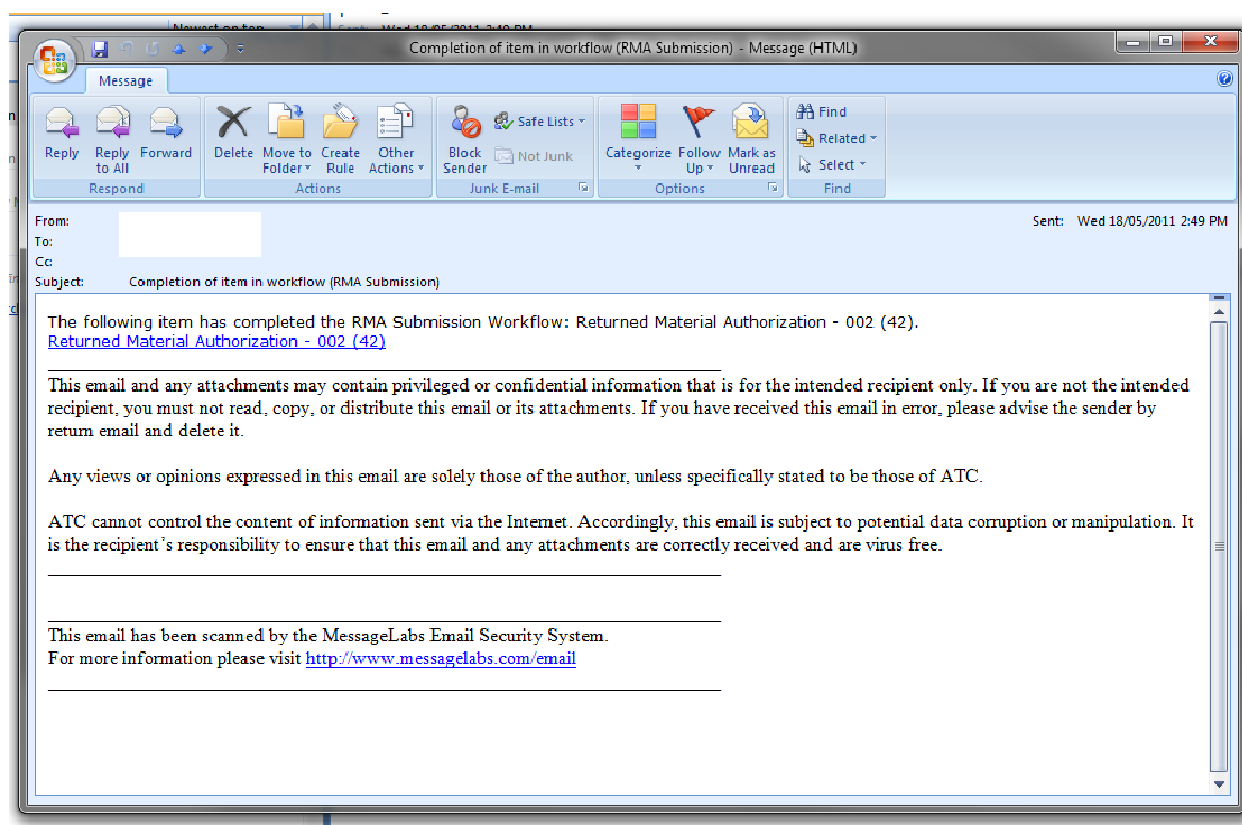 Completion of item in workflow (RMA Submission) - Message (HTML)
Message
Reply
Reply to All
Forward
Respond
Delete
Move to Folder
Create Rule
Other Actions
Actions
Block Sender
Safe Lists
Not Junk
Junk E-mail
Categorize
Follow Up
Mark as Unread
Options
Find
Related
Select
Find
From:
Sent: Wed 18/05/2011 2:49 PM
To:
Cc:
Subject: Completion of item in workflow (RMA Submission)
The following item has completed the RMA Submission Workflow: Returned Material Authorization - 002 (42).
Returned Material Authorization - 002 (42)
This email and any attachments may contain privileged or confidential information that is for the intended recipient only. If you are not the intended
recipient, you must not read, copy, or distribute this email or its attachments. If you have received this email in error, please advise the sender by
return email and delete it.
Any views or opinions expressed in this email are solely those of the author, unless specifically stated to be those of ATC.
ATC cannot control the content of information sent via the Internet. Accordingly, this email is subject to potential data corruption or manipulation. It
is the recipient's responsibility to ensure that this email and any attachments are correctly received and are virus free.
This email has been scanned by the MessageLabs Email Security System.
For more information please visit http://www.messagelabs.com/email